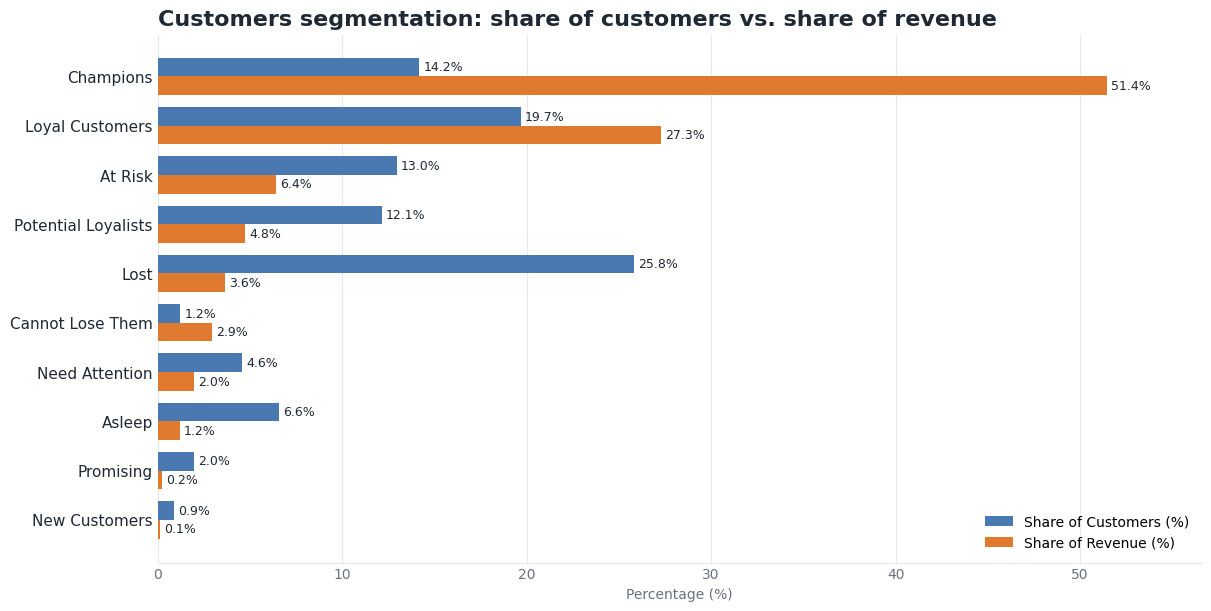 Customers segmentation: share of customers vs. share of revenue
Champions
14.2%
51.4%
Loyal Customers
19.7%
27.3%
At Risk
13.0%
6.4%
Potential Loyalists
12.1%
4.8%
Lost
25.8%
3.6%
Cannot Lose Them
1.2%
2.9%
Need Attention
4.6%
2.0%
Asleep
6.6%
1.2%
Promising
2.0%
0.2%
New Customers
0.9%
0.1%
Share of Customers (%)
Share of Revenue (%)
0 10 20 30 40 50
Percentage (%)